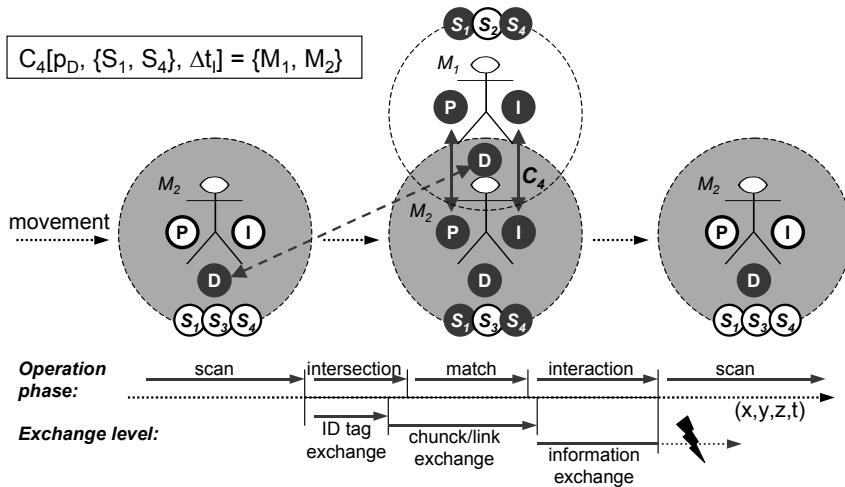 C4[pD, {S1, S4}, Δtl] = {M1, M2}
S1 S2 S4
M1
P I
D
C4
M2
P I
D
S1 S3 S4
movement
M2
P I
D
S1 S3 S4
M2
P I
D
S1 S3 S4
Operation phase:
scan
intersection
match
interaction
scan
(x,y,z,t)
Exchange level:
ID tag
exchange
chunck/link
exchange
information
exchange